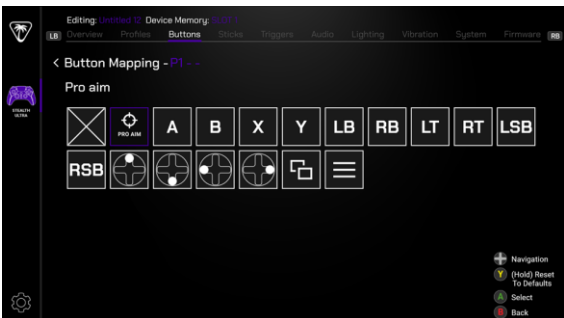 Editing: Untitled 12 Device Memory:
LB Overview Profiles Buttons Sticks Triggers Audio Lighting Vibration System Firmware RB
< Button Mapping - P1 - -
STEALTH
ULTRA
Pro aim
PRO AIM A B X Y LB RB LT RT LSB
RSB
Navigation
Y (Hold) Reset
To Defaults
A Select
B Back